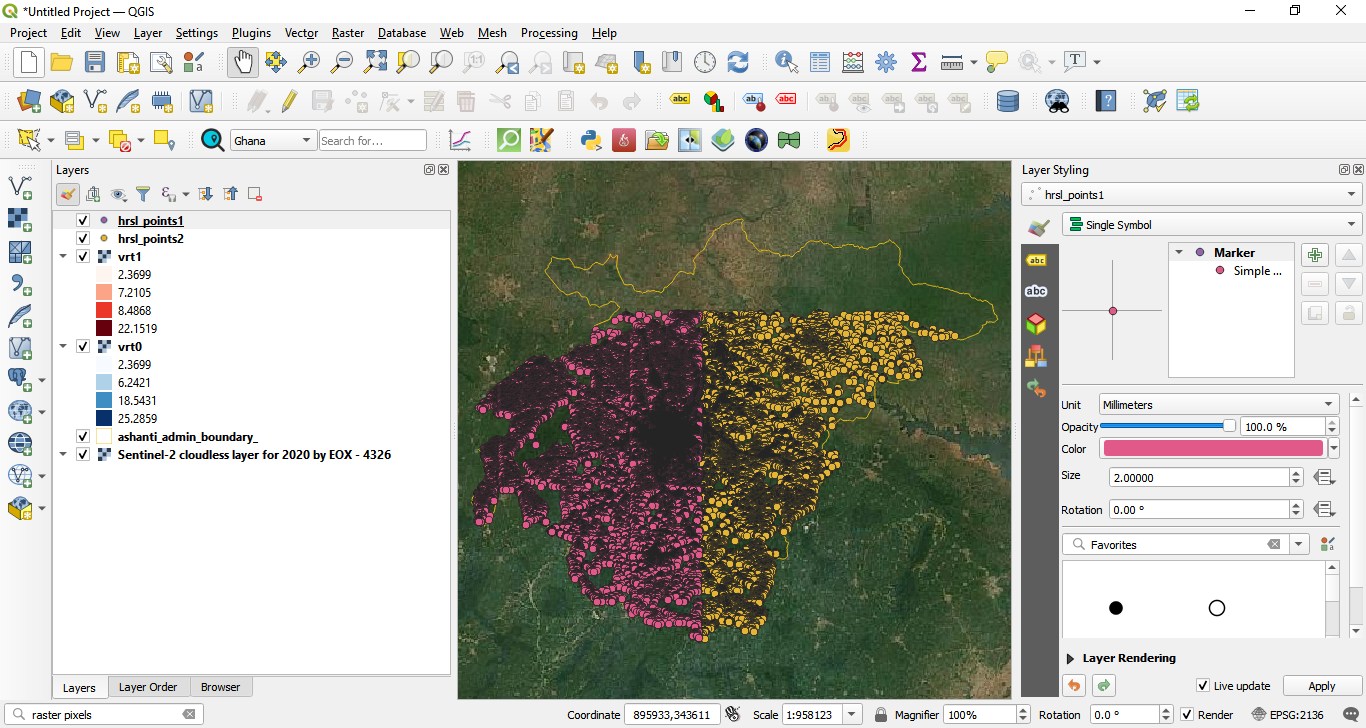 *Untitled Project — QGIS
Project Edit View Layer Settings Plugins Vector Raster Database Web Mesh Processing Help
Ghana Search for...
Layers
Layer Styling
hrsl_points1
hrsl_points1
Single Symbol
hrsl_points2
vrt1
2.3699
7.2105
8.4868
22.1519
vrt0
2.3699
6.2421
18.5431
25.2859
ashanti_admin_boundary_
Sentinel-2 cloudless layer for 2020 by EOX - 4326
abc
abc
Marker
Simple ...
Unit Millimeters
Opacity 100.0 %
Color
Size 2.00000
Rotation 0.00 °
Favorites
Layer Rendering
Live update Apply
Layers Layer Order Browser
raster pixels Coordinate 895933,343611 Scale 1:958123 Magnifier 100% Rotation 0.0 ° Render EPSG:2136